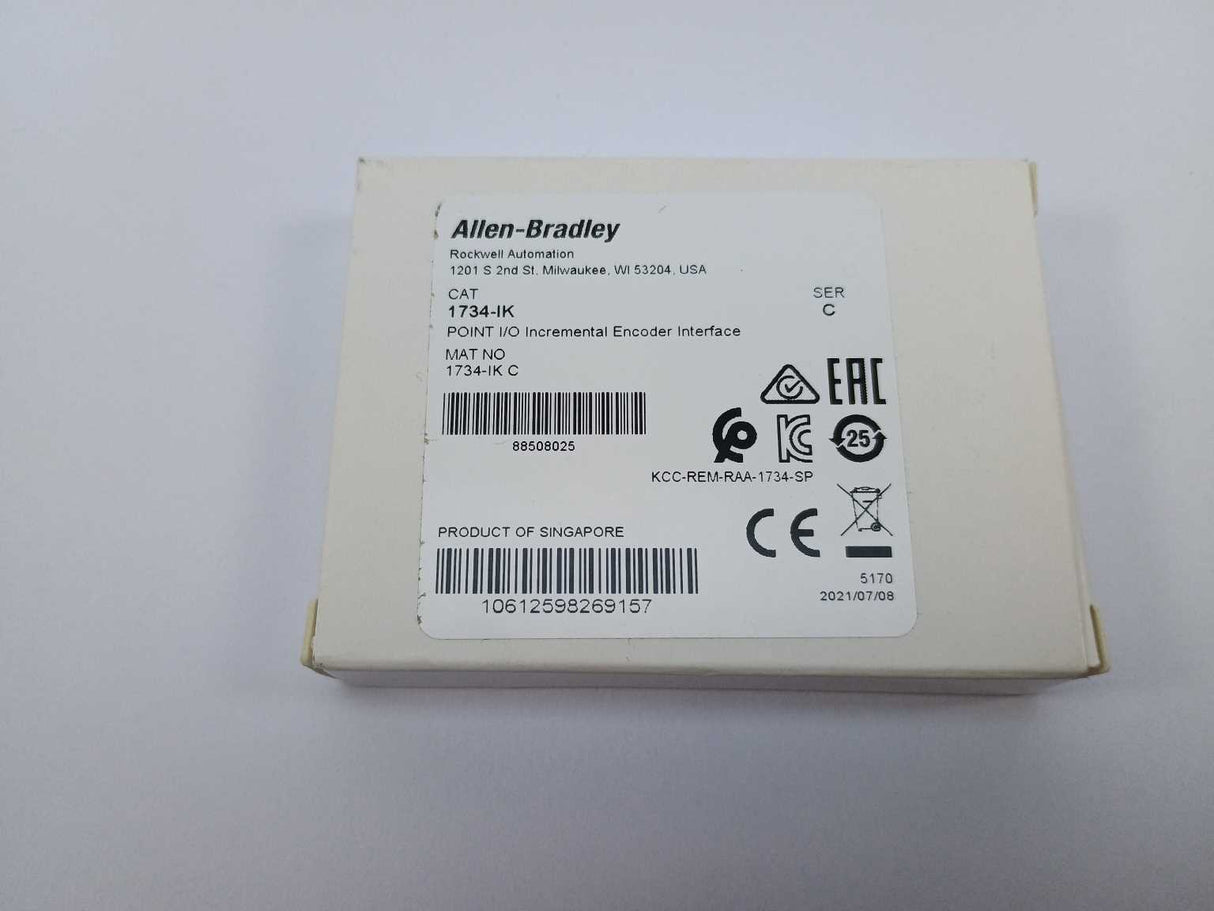 Allen-Bradley
Rockwell Automation
1201 S 2nd St. Milwaukee, WI 53204, USA
CAT
1734-IK
SER
C
POINT I/O Incremental Encoder Interface
MAT NO
1734-IK C
88508025
EAC
25
KCC-REM-RAA-1734-SP
CE
PRODUCT OF SINGAPORE
10612598269157
5170
2021/07/08